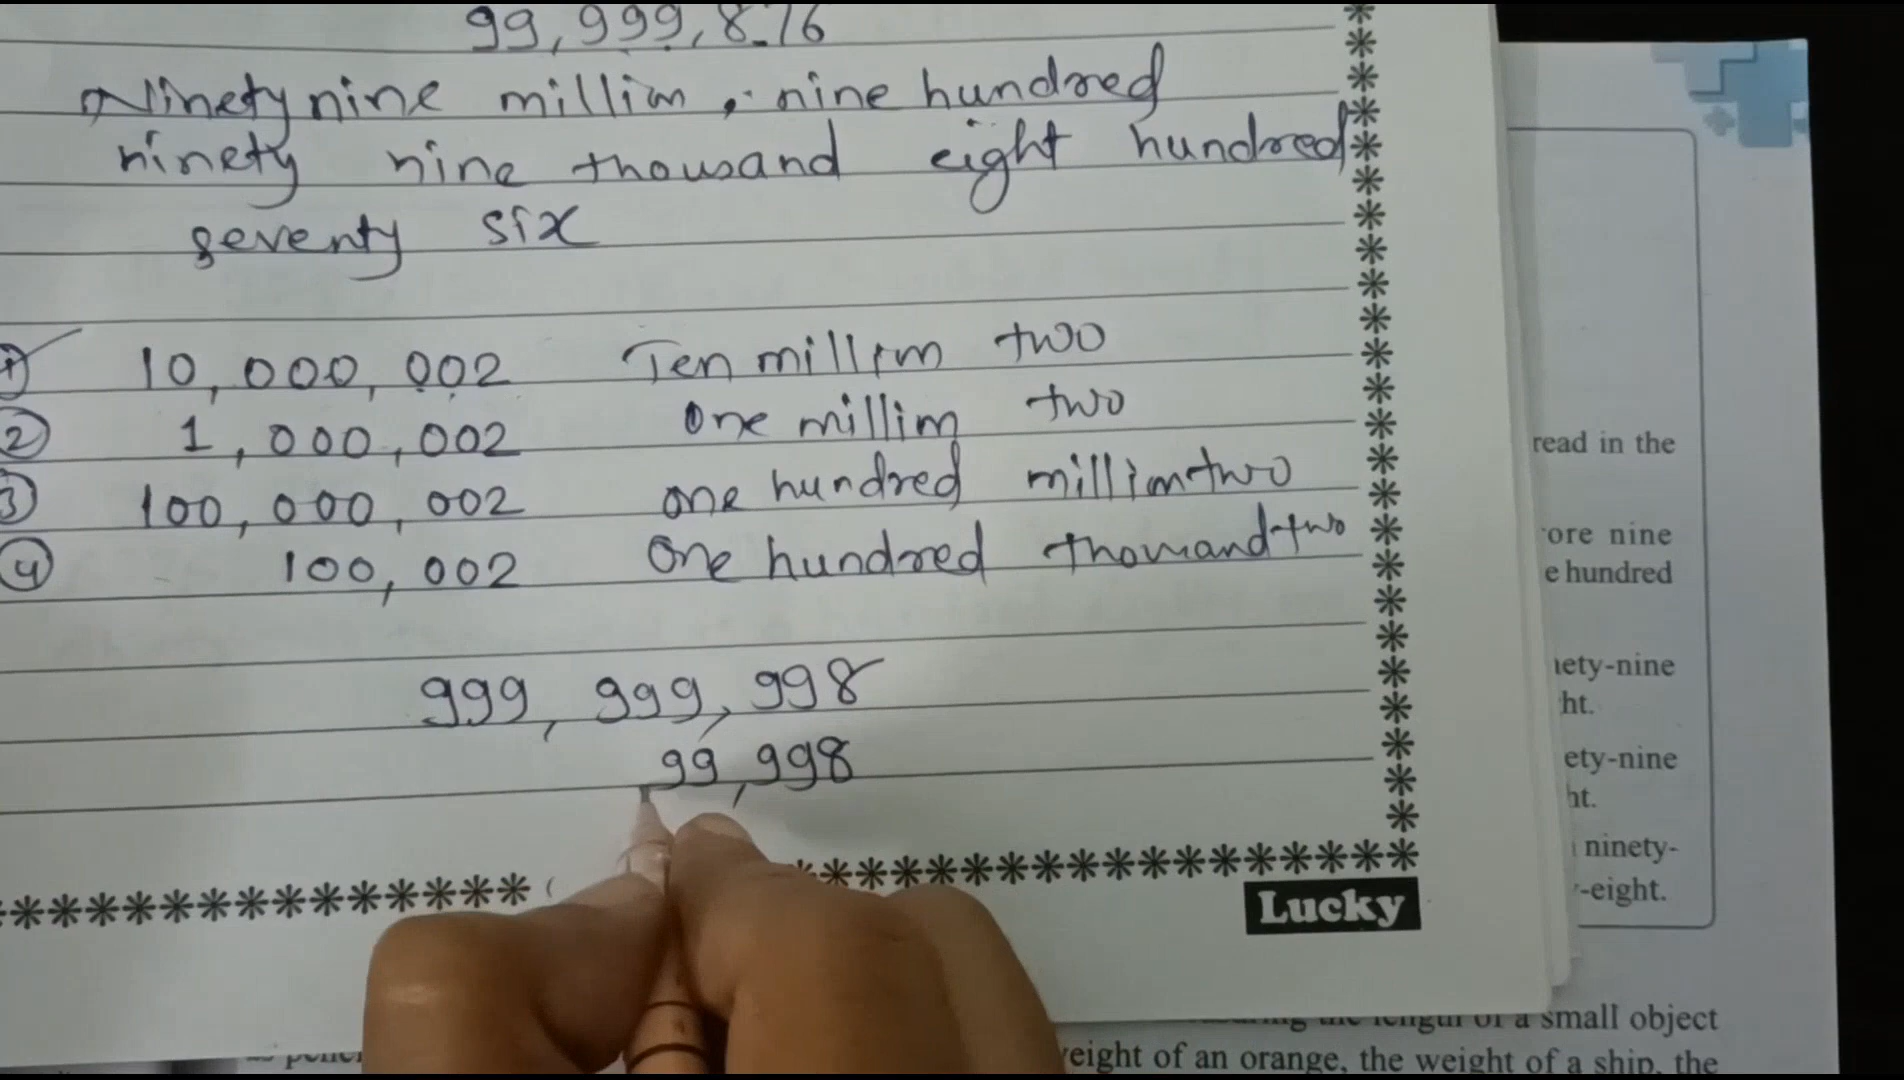 99,999,876
Ninety nine million, nine hundred
ninety nine thousand eight hundred
seventy six
1 10,000,002 Ten million two
2 1,000,002 One million two
3 100,000,002 one hundred million two
4 100,002 One hundred thousand two
999,999,998
99,998
Lucky
read in the
ore nine
e hundred
nety-nine
ht.
ety-nine
ht.
ninety-
-eight.
length of a small object
eight of an orange, the weight of a ship, the